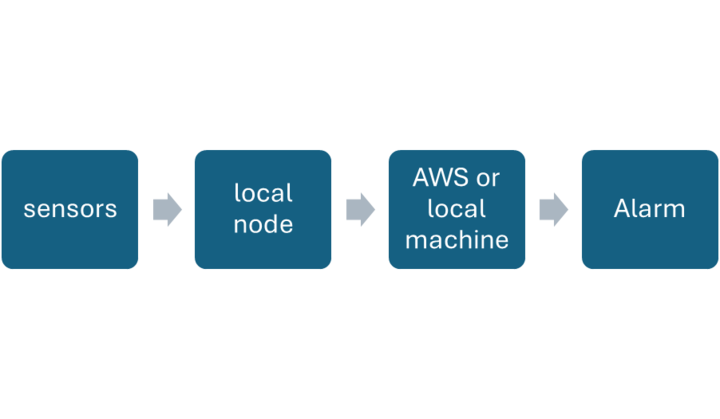 sensors
local
node
AWS or
local
machine
Alarm